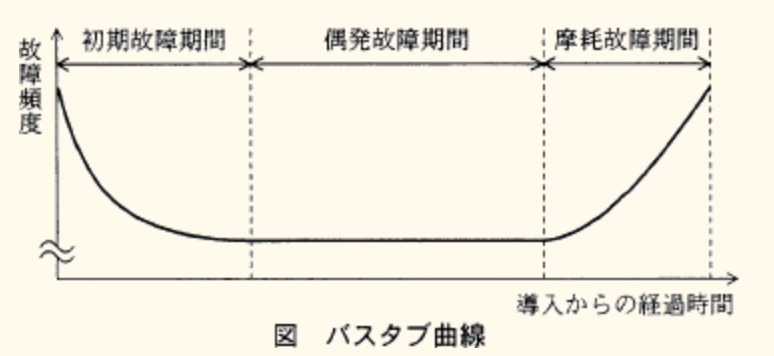 初期故障期間
偶発故障期間
摩耗故障期間
故障頻度
導入からの経過時間
図 バスタブ曲線